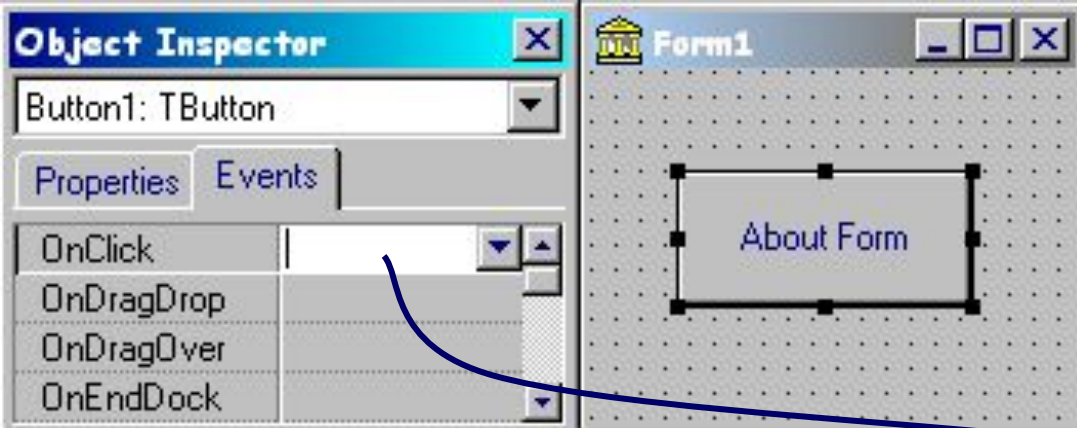 Object Inspector
Button1: TButton
Properties Events
OnClick
OnDragDrop
OnDragOver
OnEndDock
Form1
About Form